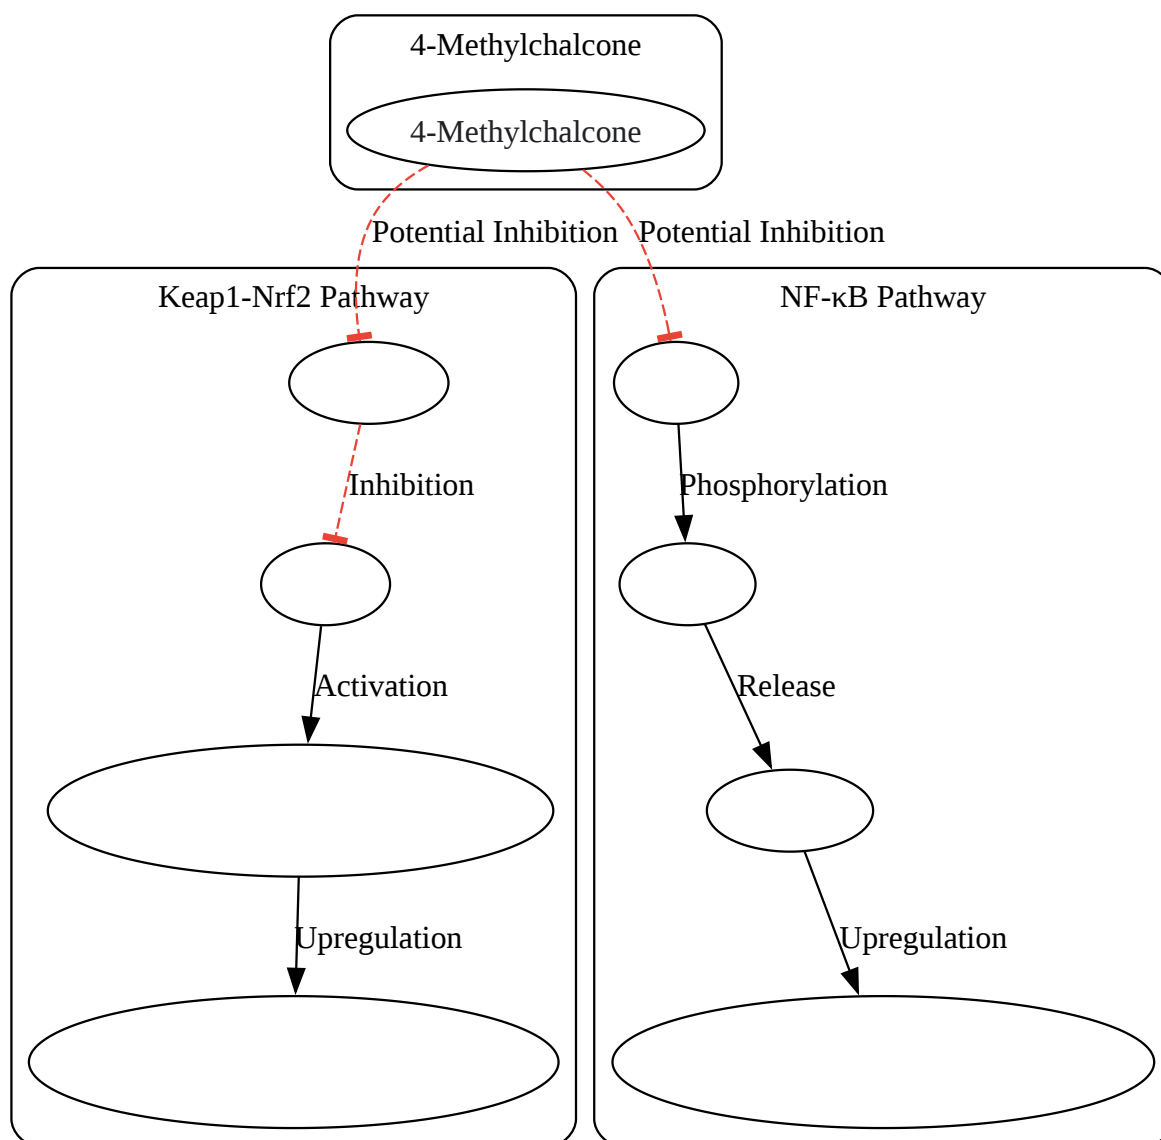 4-Methylchalcone
4-Methylchalcone
Potential Inhibition
Potential Inhibition
Keap1-Nrf2 Pathway
NF-κB Pathway
Inhibition
Phosphorylation
Activation
Release
Upregulation
Upregulation